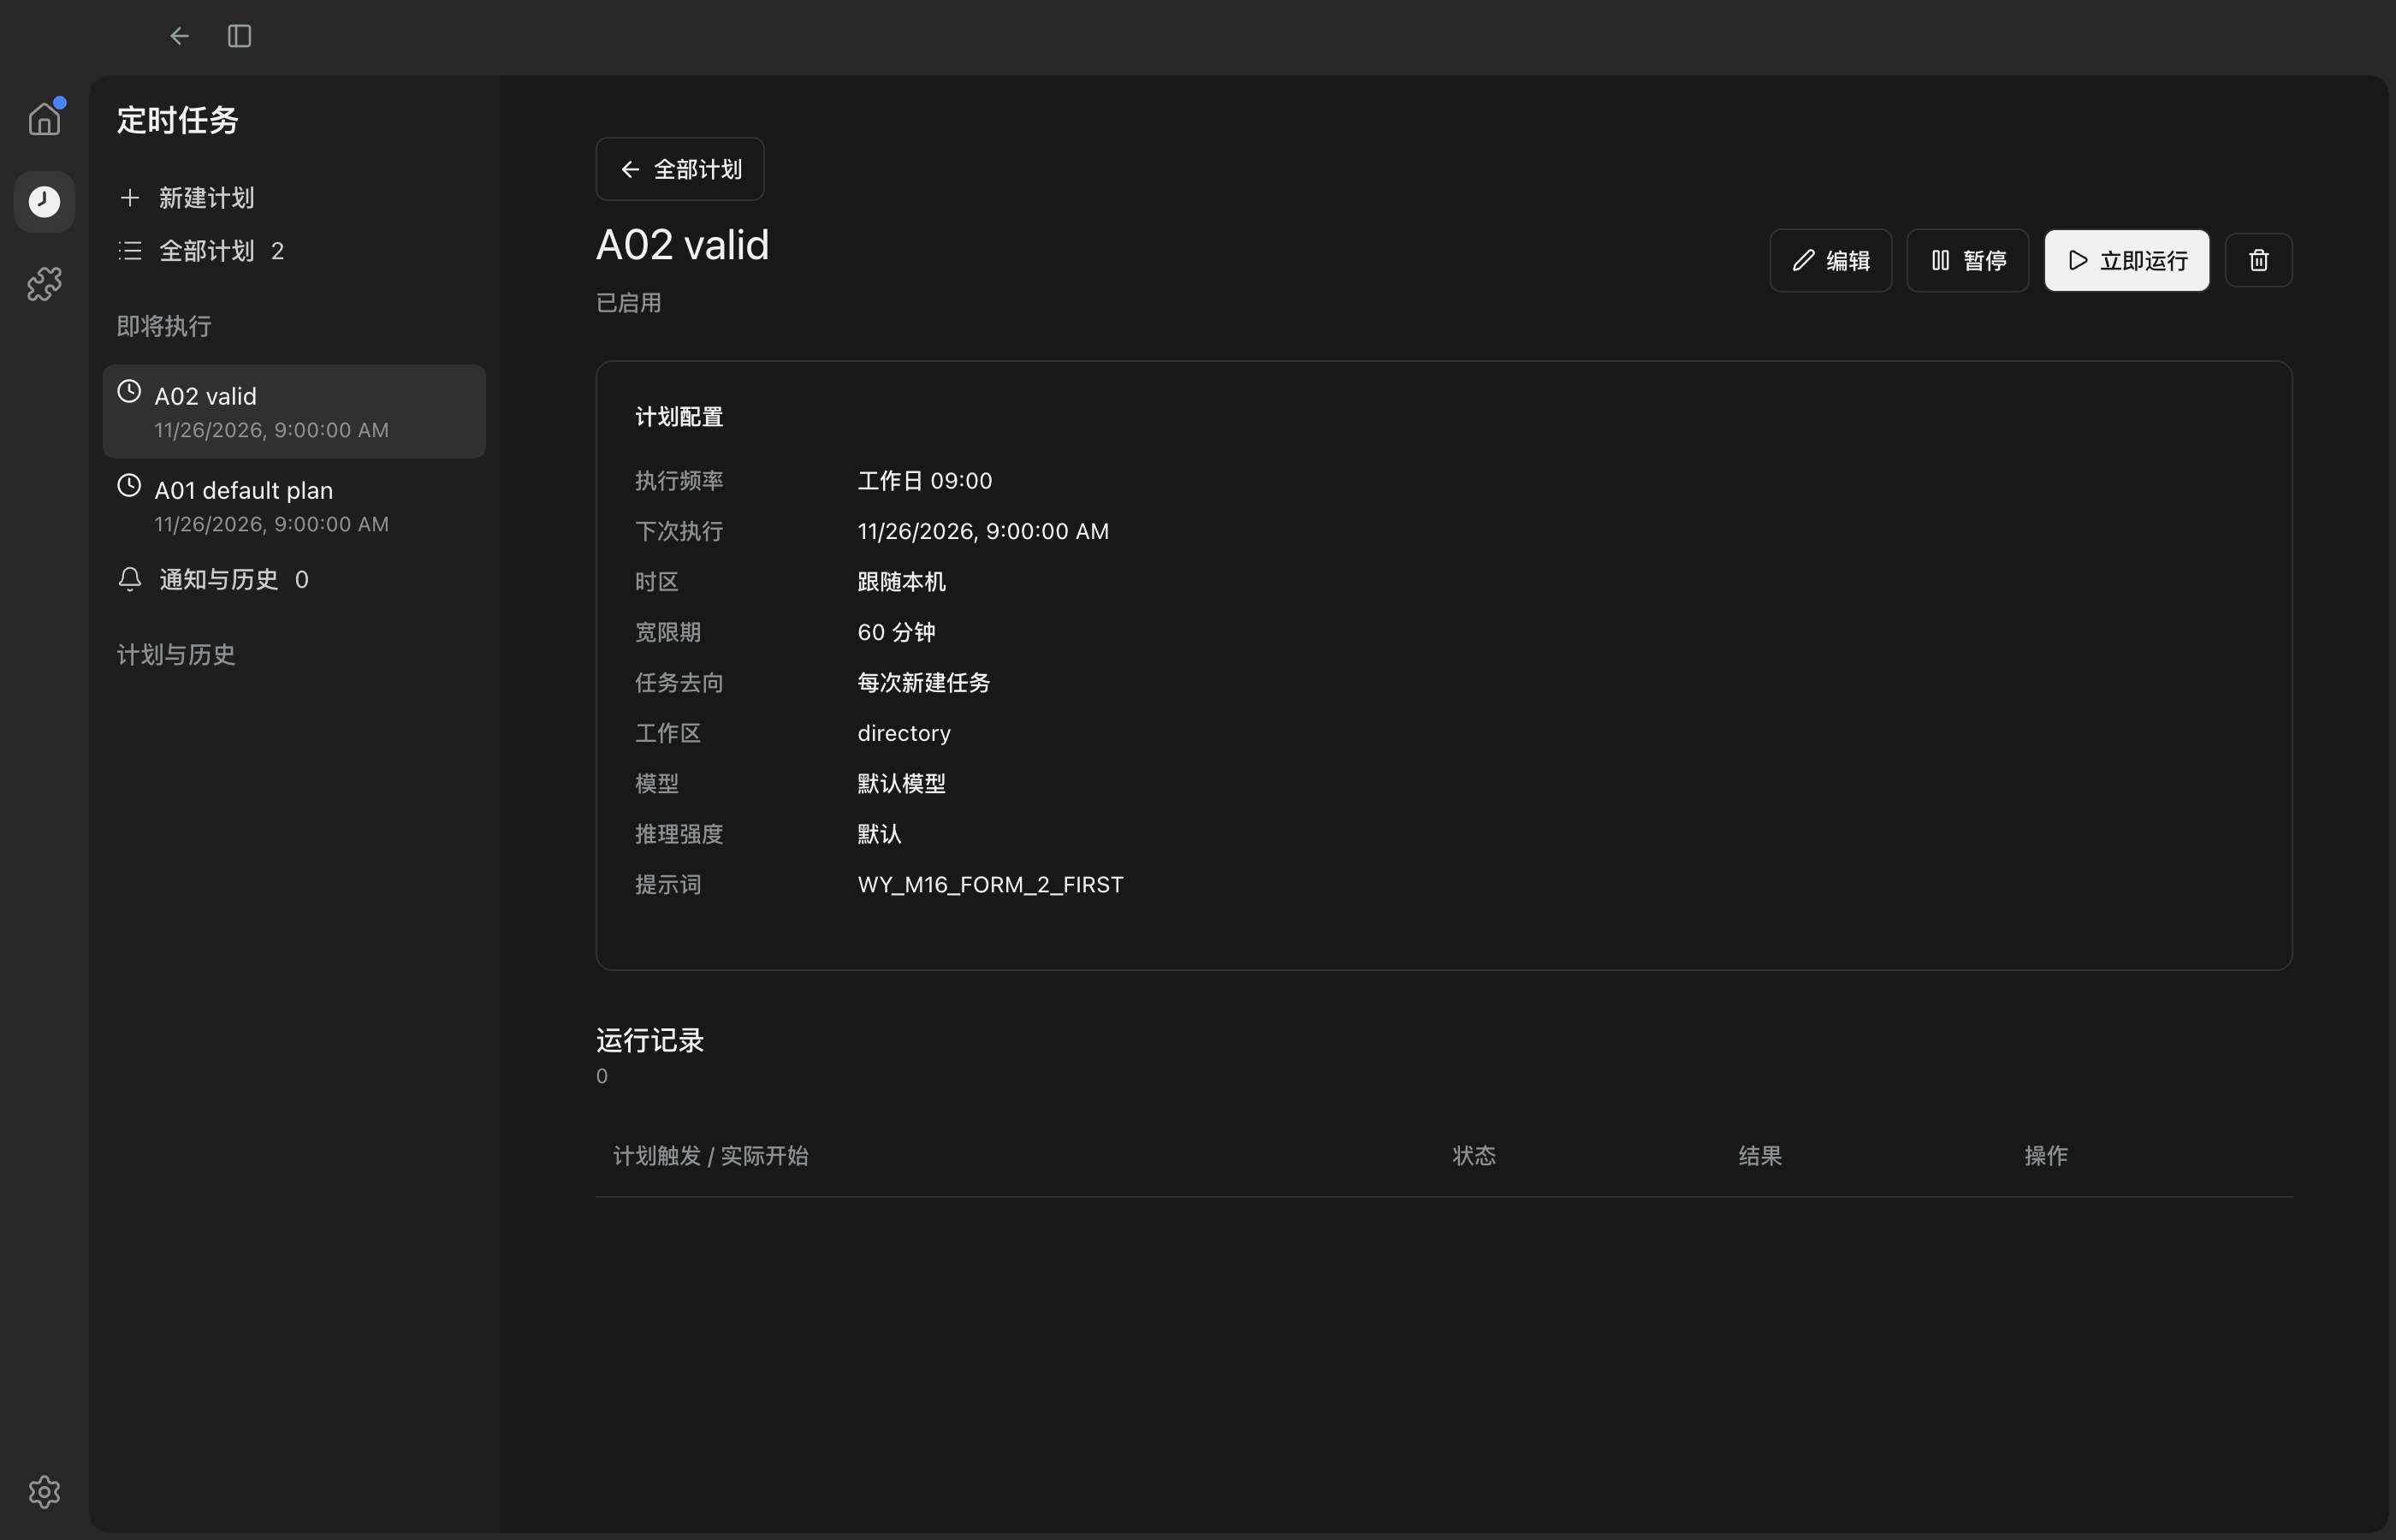 定时任务
新建计划
全部计划 2
即将执行
A02 valid
11/26/2026, 9:00:00 AM
A01 default plan
11/26/2026, 9:00:00 AM
通知与历史 0
计划与历史
全部计划
A02 valid
已启用
编辑
暂停
立即运行
计划配置
执行频率 工作日 09:00
下次执行 11/26/2026, 9:00:00 AM
时区 跟随本机
宽限期 60 分钟
任务去向 每次新建任务
工作区 directory
模型 默认模型
推理强度 默认
提示词 WY_M16_FORM_2_FIRST
运行记录
0
计划触发 / 实际开始 状态 结果 操作